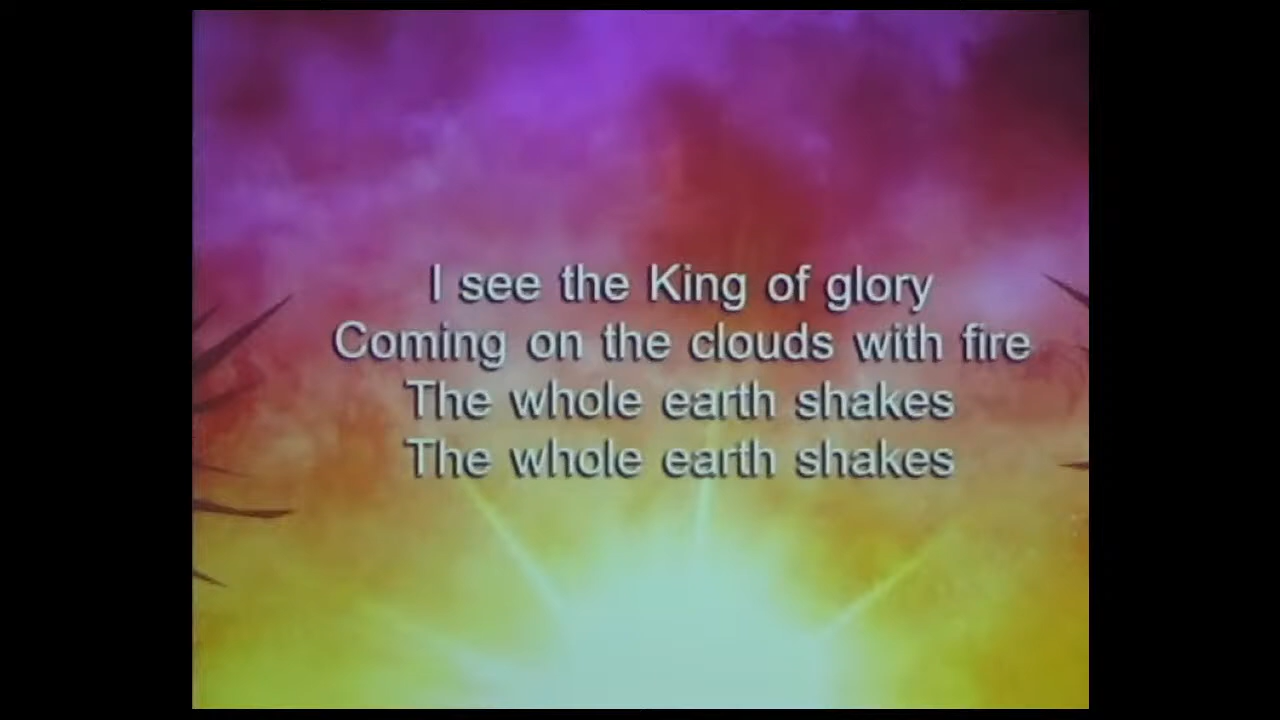 I see the King of glory
Coming on the clouds with fire
The whole earth shakes
The whole earth shakes